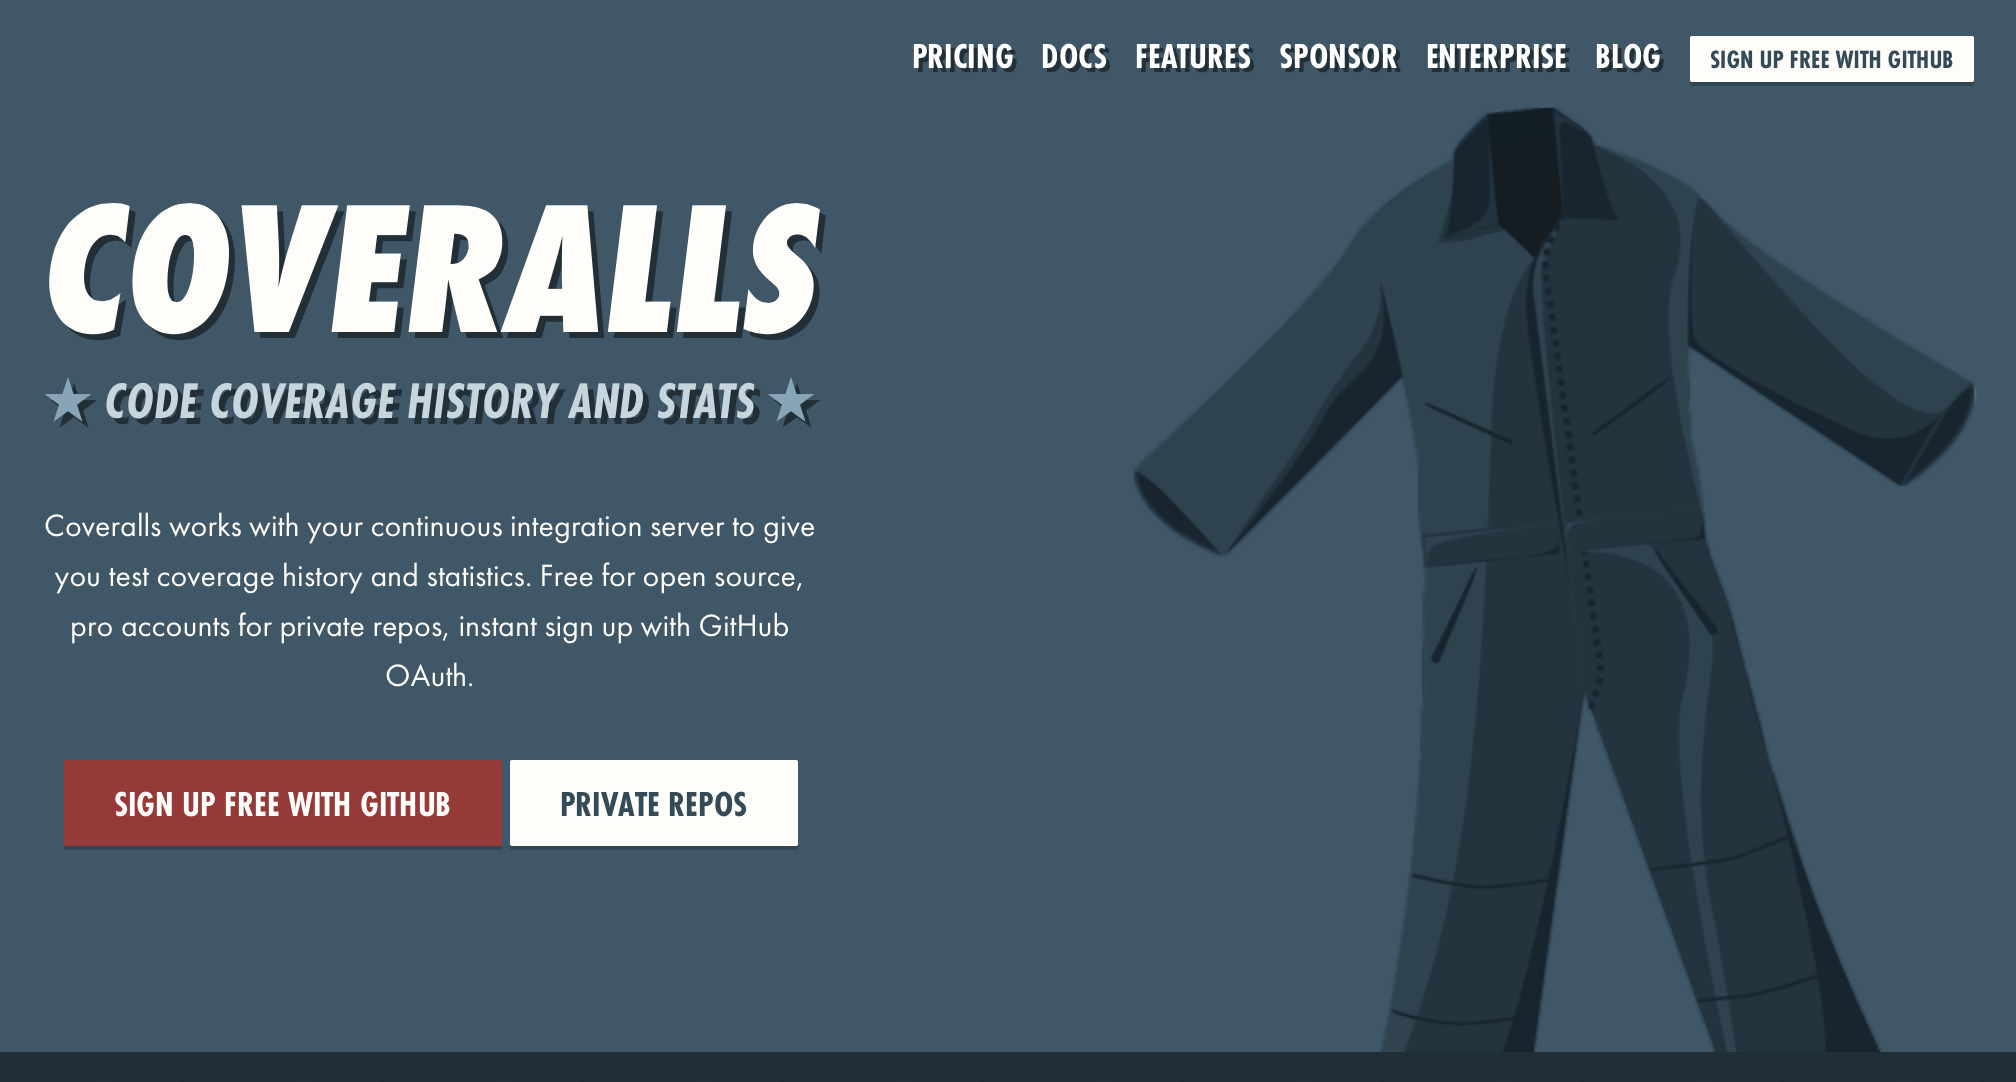 PRICING DOCS FEATURES SPONSOR ENTERPRISE BLOG SIGN UP FREE WITH GITHUB
COVERALLS
★ CODE COVERAGE HISTORY AND STATS ★
Coveralls works with your continuous integration server to give
you test coverage history and statistics. Free for open source,
pro accounts for private repos, instant sign up with GitHub
OAuth.
SIGN UP FREE WITH GITHUB PRIVATE REPOS